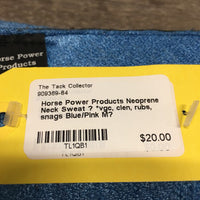 orse Power
Products
The Tack Collector
909369-84
Horse Power Products Neoprene
Neck Sweat ? *vgc, clen, rubs,
snags Blue/Pink M?
$20.00
TL1QB1
TL1QB1